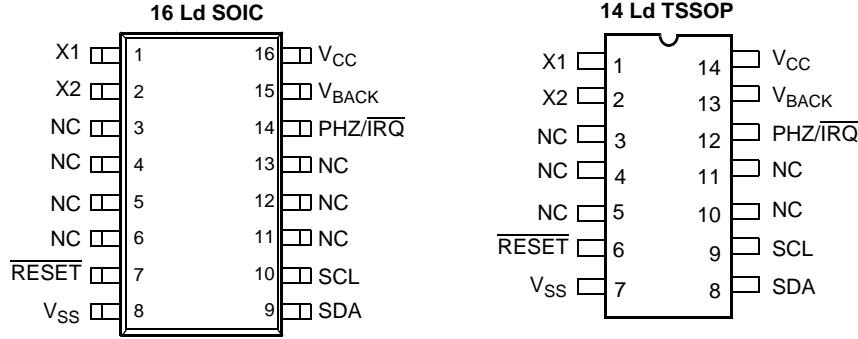 16 Ld SOIC
X1 1 16 VCC
X2 2 15 VBACK
NC 3 14 PHZ/IRQ
NC 4 13 NC
NC 5 12 NC
NC 6 11 NC
RESET 7 10 SCL
VSS 8 9 SDA
14 Ld TSSOP
X1 1 14 VCC
X2 2 13 VBACK
NC 3 12 PHZ/IRQ
NC 4 11 NC
NC 5 10 NC
RESET 6 9 SCL
VSS 7 8 SDA